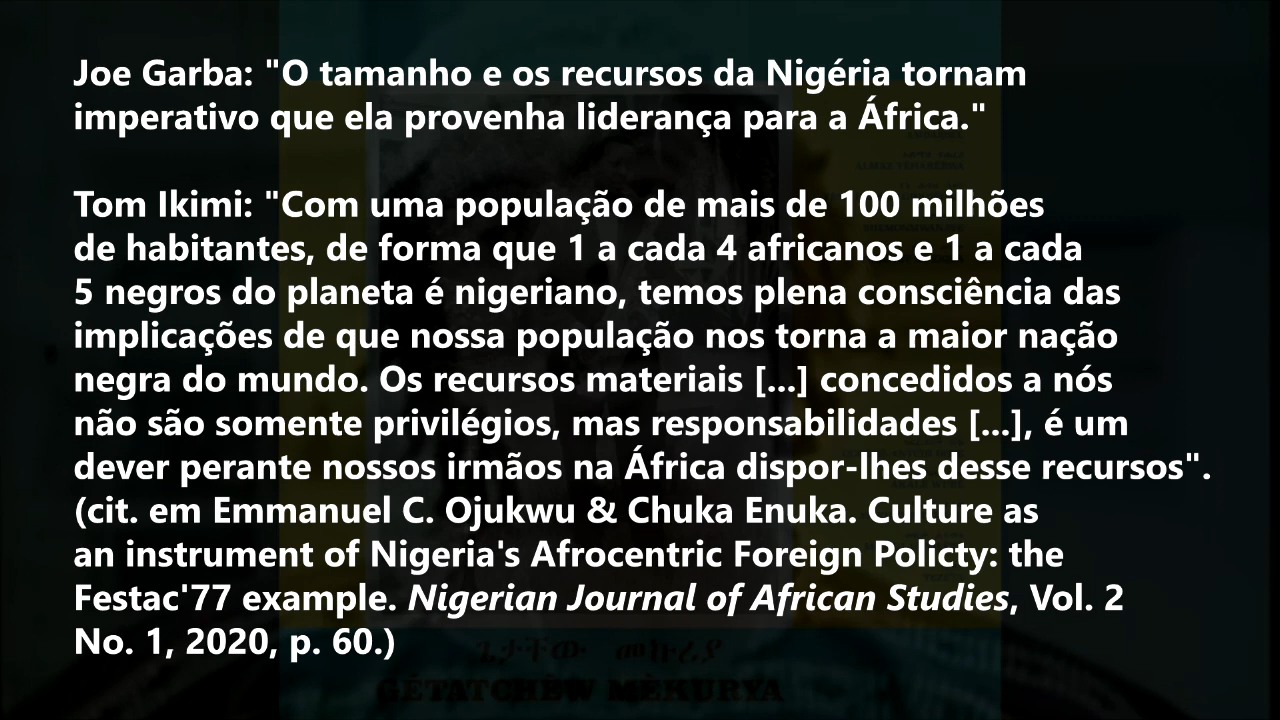 Joe Garba: "O tamanho e os recursos da Nigéria tornam
imperativo que ela provenha liderança para a África."
Tom Ikimi: "Com uma população de mais de 100 milhões
de habitantes, de forma que 1 a cada 4 africanos e 1 a cada
5 negros do planeta é nigeriano, temos plena consciência das
implicações de que nossa população nos torna a maior nação
negra do mundo. Os recursos materiais [...] concedidos a nós
não são somente privilégios, mas responsabilidades [...], é um
dever perante nossos irmãos na África dispor-lhes desse recursos".
(cit. em Emmanuel C. Ojukwu & Chuka Enuka. Culture as
an instrument of Nigeria's Afrocentric Foreign Policty: the
Festac'77 example. Nigerian Journal of African Studies, Vol. 2
No. 1, 2020, p. 60.)
ጌታቸው መኩሪያ
GÉTATCHÈW MÈKURYA